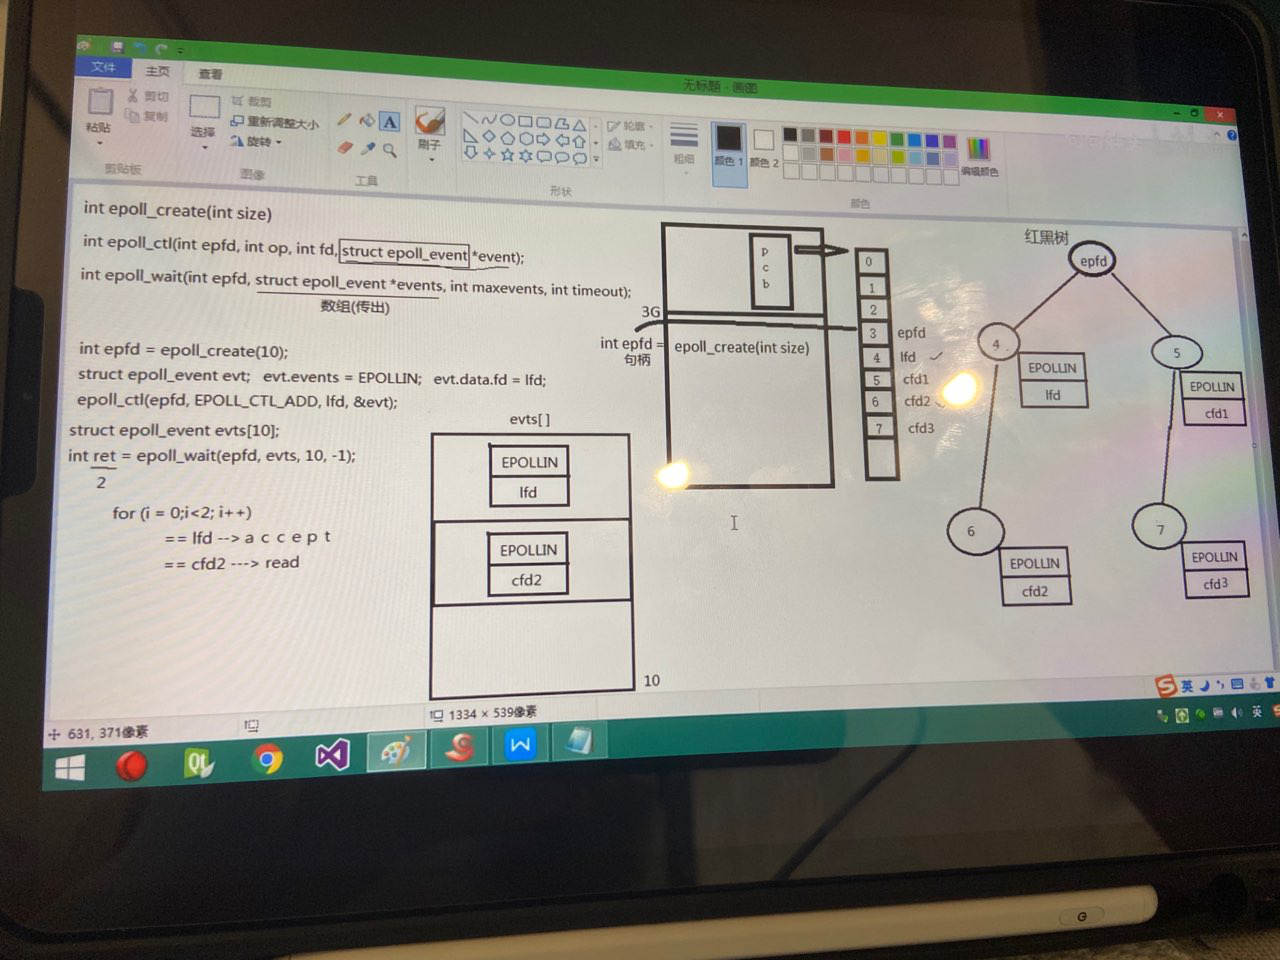 无标题 - 画图
文件 主页 查看
粘贴
剪切
复制
剪贴板
选择
裁剪
重新调整大小
旋转
图像
A
工具
刷子
形状
轮廓
填充
粗细
颜色 1
颜色 2
编辑颜色
颜色
int epoll_create(int size)
int epoll_ctl(int epfd, int op, int fd, struct epoll_event *event);
int epoll_wait(int epfd, struct epoll_event *events, int maxevents, int timeout);
数组(传出)
int epfd = epoll_create(10);
struct epoll_event evt; evt.events = EPOLLIN; evt.data.fd = lfd;
epoll_ctl(epfd, EPOLL_CTL_ADD, lfd, &evt);
struct epoll_event evts[10];
int ret = epoll_wait(epfd, evts, 10, -1);
2
for (i = 0;i<2; i++)
== lfd --> a c c e p t
== cfd2 ---> read
evts[ ]
EPOLLIN
lfd
EPOLLIN
cfd2
10
p
c
b
3G
int epfd = epoll_create(int size)
句柄
0
1
2
3 epfd
4 lfd
5 cfd1
6 cfd2
7 cfd3
红黑树
epfd
4
EPOLLIN
lfd
5
EPOLLIN
cfd1
6
EPOLLIN
cfd2
7
EPOLLIN
cfd3
631, 371像素
1334 × 539像素
英
英
Qt
W
G